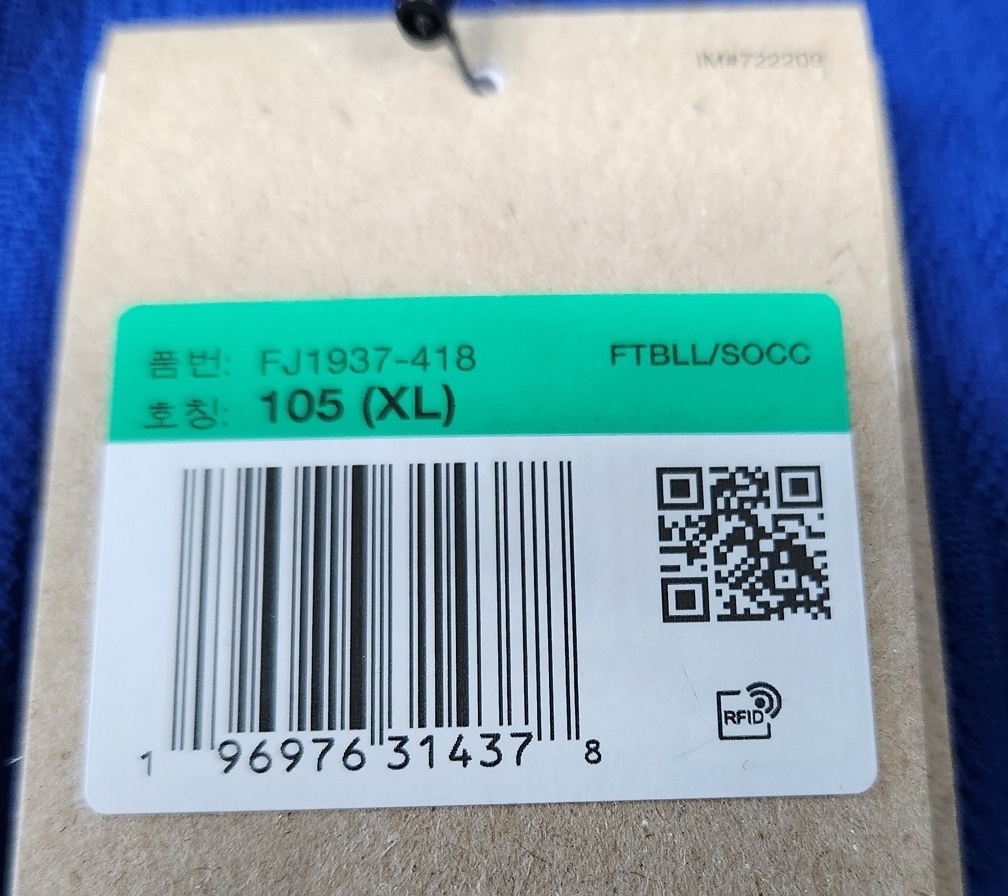 IM#722209
품번: FJ1937-418
FTBLL/SOCC
호칭: 105 (XL)
1 96976 31437 8
RFID